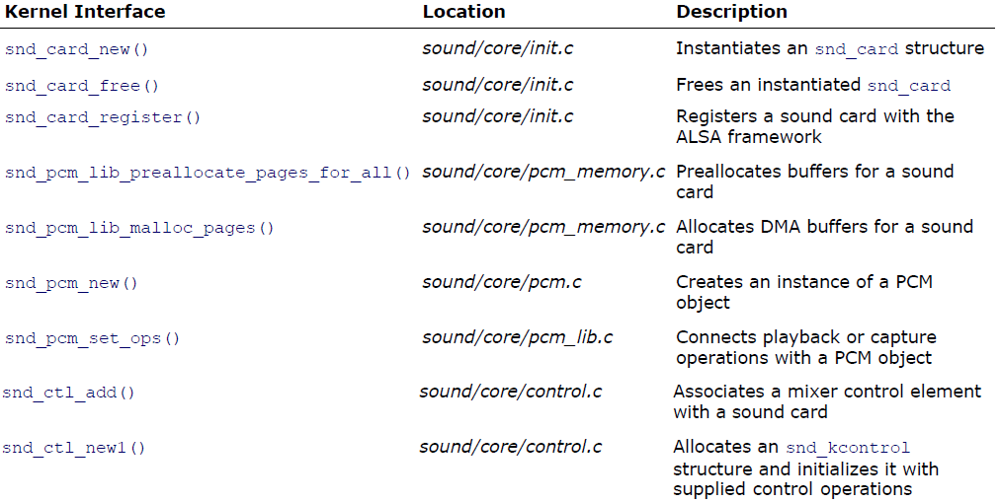 Kernel Interface Location Description
snd_card_new() sound/core/init.c Instantiates an snd_card structure
snd_card_free() sound/core/init.c Frees an instantiated snd_card
snd_card_register() sound/core/init.c Registers a sound card with the
ALSA framework
snd_pcm_lib_preallocate_pages_for_all() sound/core/pcm_memory.c Preallocates buffers for a sound
card
snd_pcm_lib_malloc_pages() sound/core/pcm_memory.c Allocates DMA buffers for a sound
card
snd_pcm_new() sound/core/pcm.c Creates an instance of a PCM
object
snd_pcm_set_ops() sound/core/pcm_lib.c Connects playback or capture
operations with a PCM object
snd_ctl_add() sound/core/control.c Associates a mixer control element
with a sound card
snd_ctl_new1() sound/core/control.c Allocates an snd_kcontrol
structure and initializes it with
supplied control operations